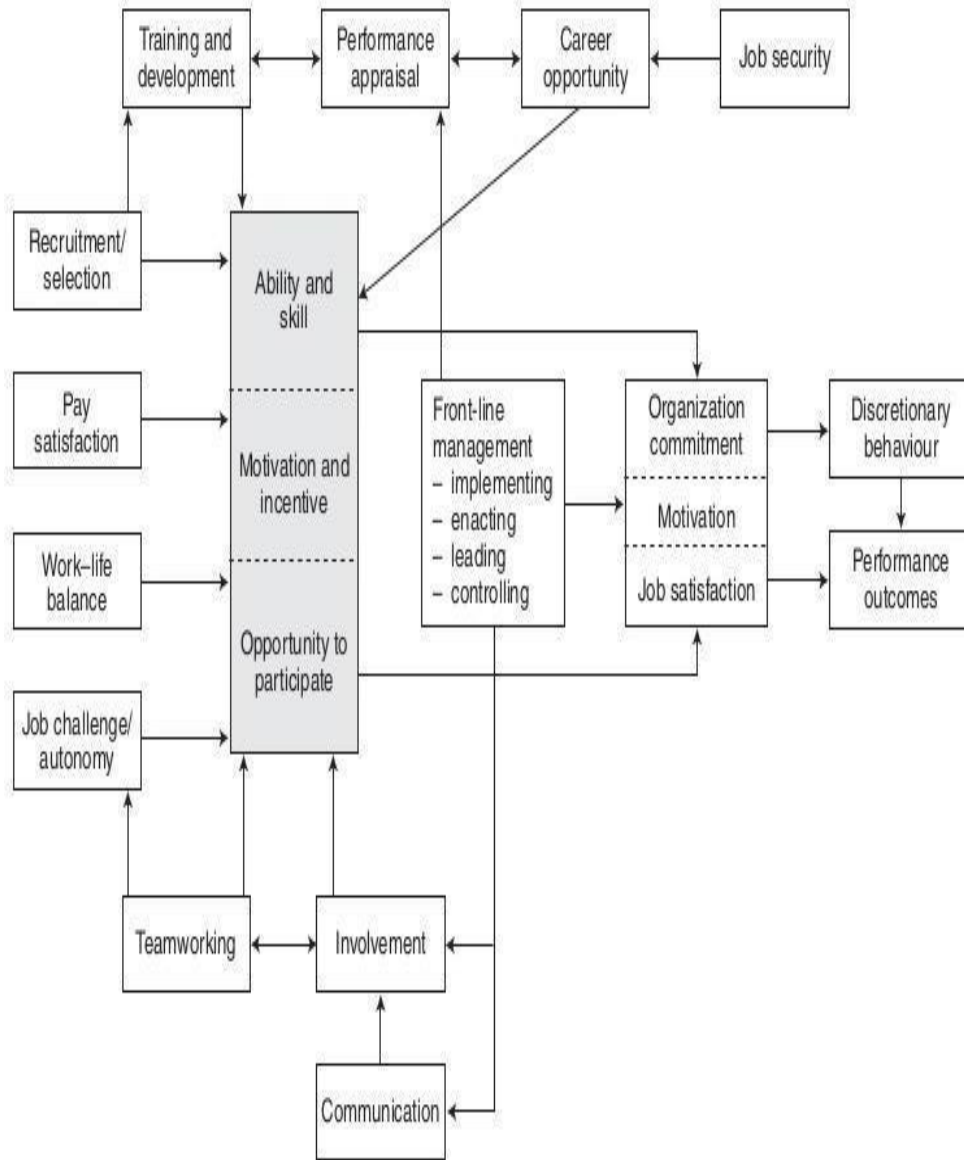 Training and
development
Performance
appraisal
Career
opportunity
Job security
Recruitment/
selection
Ability and
skill
Pay
satisfaction
Motivation and
incentive
Front-line
management
– implementing
– enacting
– leading
– controlling
Organization
commitment
Motivation
Job satisfaction
Discretionary
behaviour
Performance
outcomes
Work–life
balance
Opportunity to
participate
Job challenge/
autonomy
Teamworking
Involvement
Communication